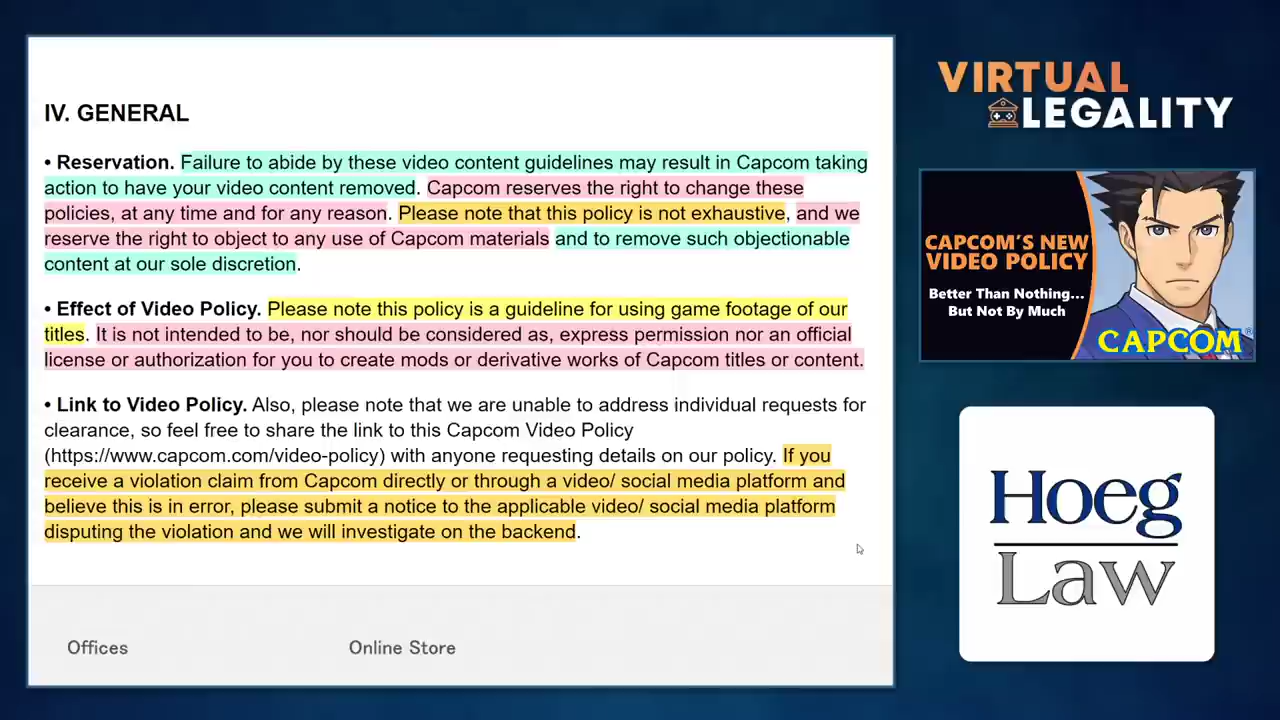 IV. GENERAL
• Reservation. Failure to abide by these video content guidelines may result in Capcom taking
action to have your video content removed. Capcom reserves the right to change these
policies, at any time and for any reason. Please note that this policy is not exhaustive, and we
reserve the right to object to any use of Capcom materials and to remove such objectionable
content at our sole discretion.
• Effect of Video Policy. Please note this policy is a guideline for using game footage of our
titles. It is not intended to be, nor should be considered as, express permission nor an official
license or authorization for you to create mods or derivative works of Capcom titles or content.
• Link to Video Policy. Also, please note that we are unable to address individual requests for
clearance, so feel free to share the link to this Capcom Video Policy
(https://www.capcom.com/video-policy) with anyone requesting details on our policy. If you
receive a violation claim from Capcom directly or through a video/ social media platform and
believe this is in error, please submit a notice to the applicable video/ social media platform
disputing the violation and we will investigate on the backend.
Offices
Online Store
VIRTUAL
LEGALITY
CAPCOM'S NEW
VIDEO POLICY
Better Than Nothing...
But Not By Much
CAPCOM®
Hoeg
Law